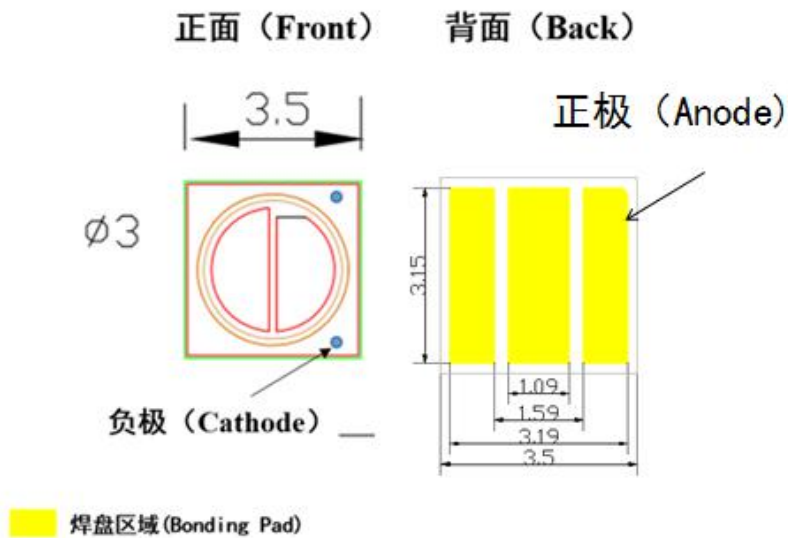 正面（Front）
背面（Back）
3.5
正极（Anode）
ϕ3
3.15
1.09
1.59
3.19
3.5
负极（Cathode）
焊盘区域(Bonding Pad)